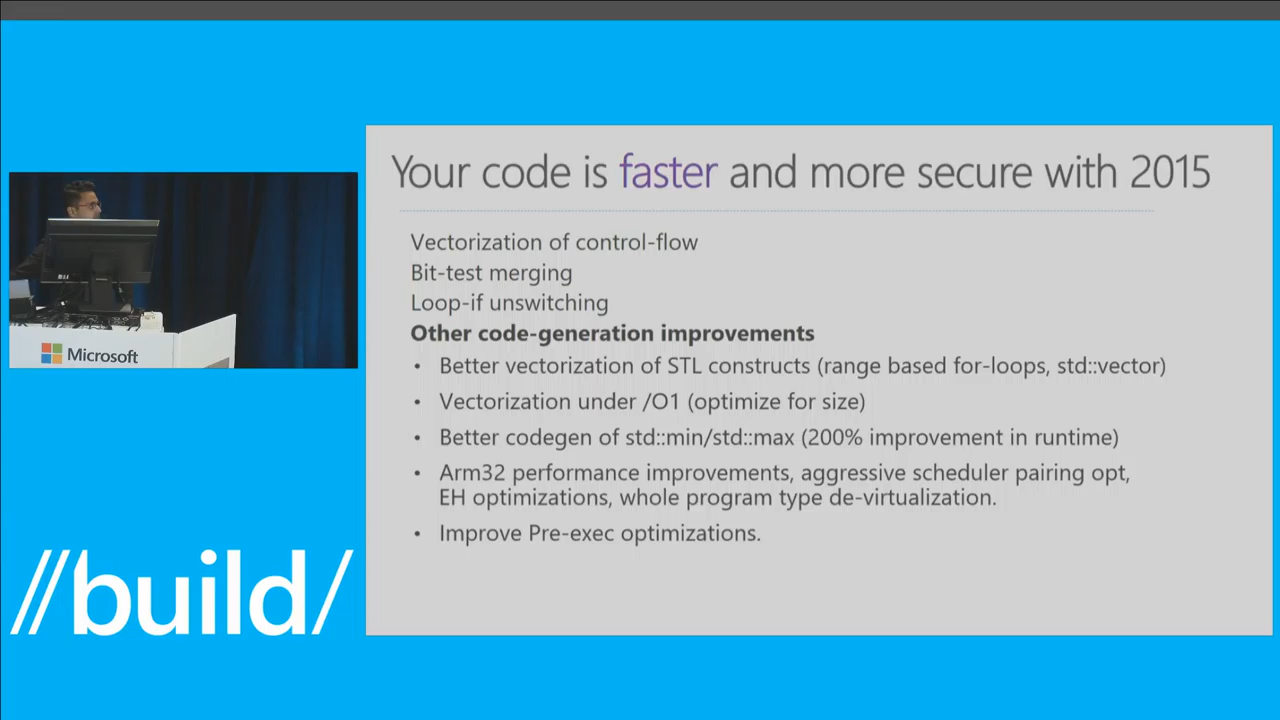 Your code is faster and more secure with 2015
Vectorization of control-flow
Bit-test merging
Loop-if unswitching
Other code-generation improvements
• Better vectorization of STL constructs (range based for-loops, std::vector)
• Vectorization under /O1 (optimize for size)
• Better codegen of std::min/std::max (200% improvement in runtime)
• Arm32 performance improvements, aggressive scheduler pairing opt,
EH optimizations, whole program type de-virtualization.
• Improve Pre-exec optimizations.
Microsoft
//build/